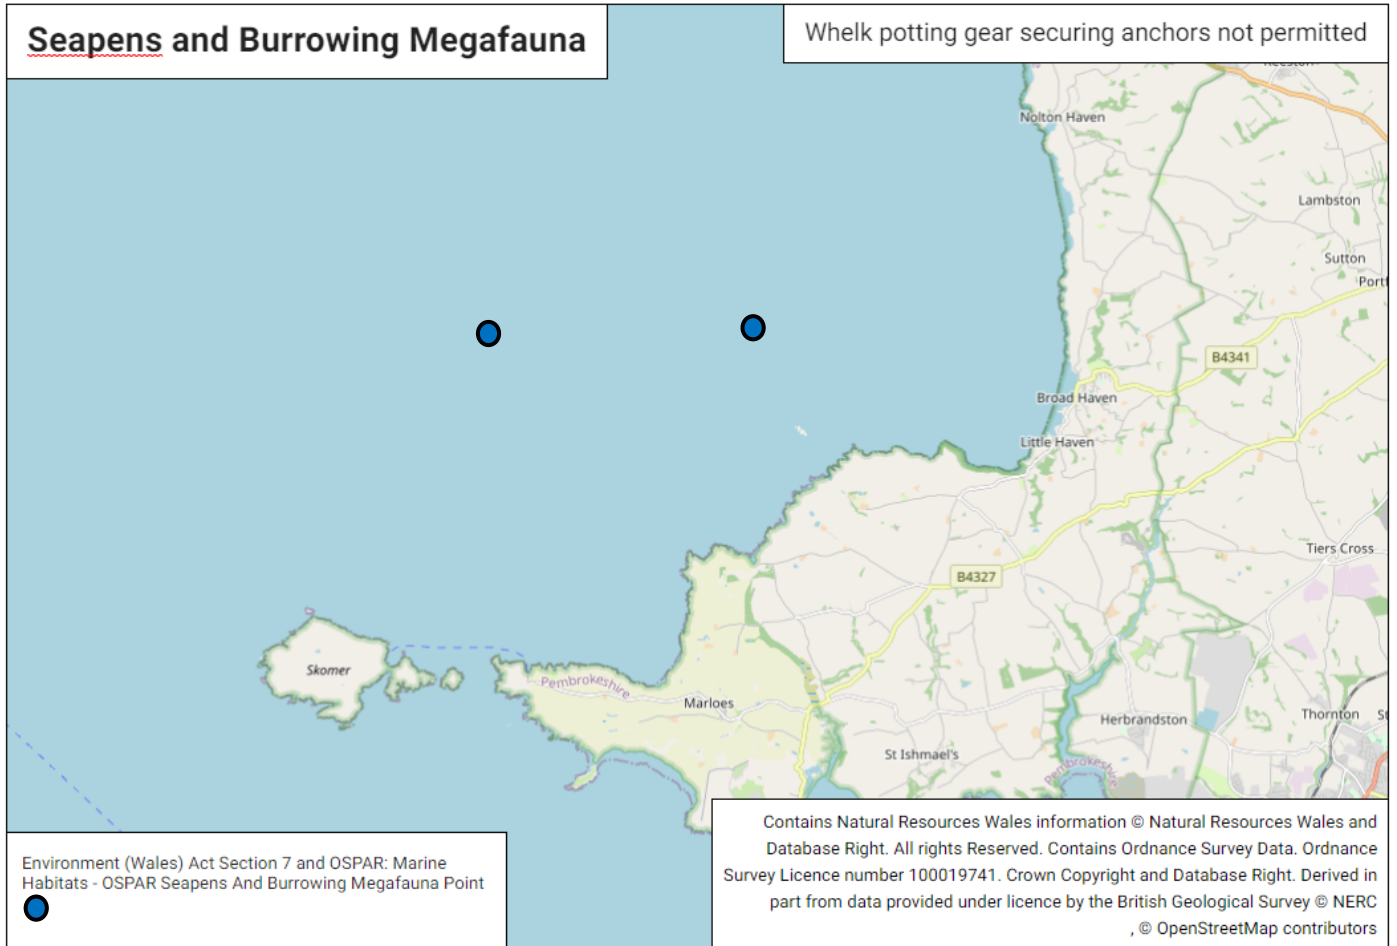 Seapens and Burrowing Megafauna
Whelk potting gear securing anchors not permitted
Nolton Haven
Lambston
Sutton
B4341
Broad Haven
Little Haven
Tiers Cross
B4327
Skomer
Pembrokeshire
Marloes
Herbrandston
Thornton
St
St Ishmael's
Pembrokeshire
Environment (Wales) Act Section 7 and OSPAR: Marine
Habitats - OSPAR Seapens And Burrowing Megafauna Point
Contains Natural Resources Wales information © Natural Resources Wales and
Database Right. All rights Reserved. Contains Ordnance Survey Data. Ordnance
Survey Licence number 100019741. Crown Copyright and Database Right. Derived in
part from data provided under licence by the British Geological Survey © NERC
, © OpenStreetMap contributors